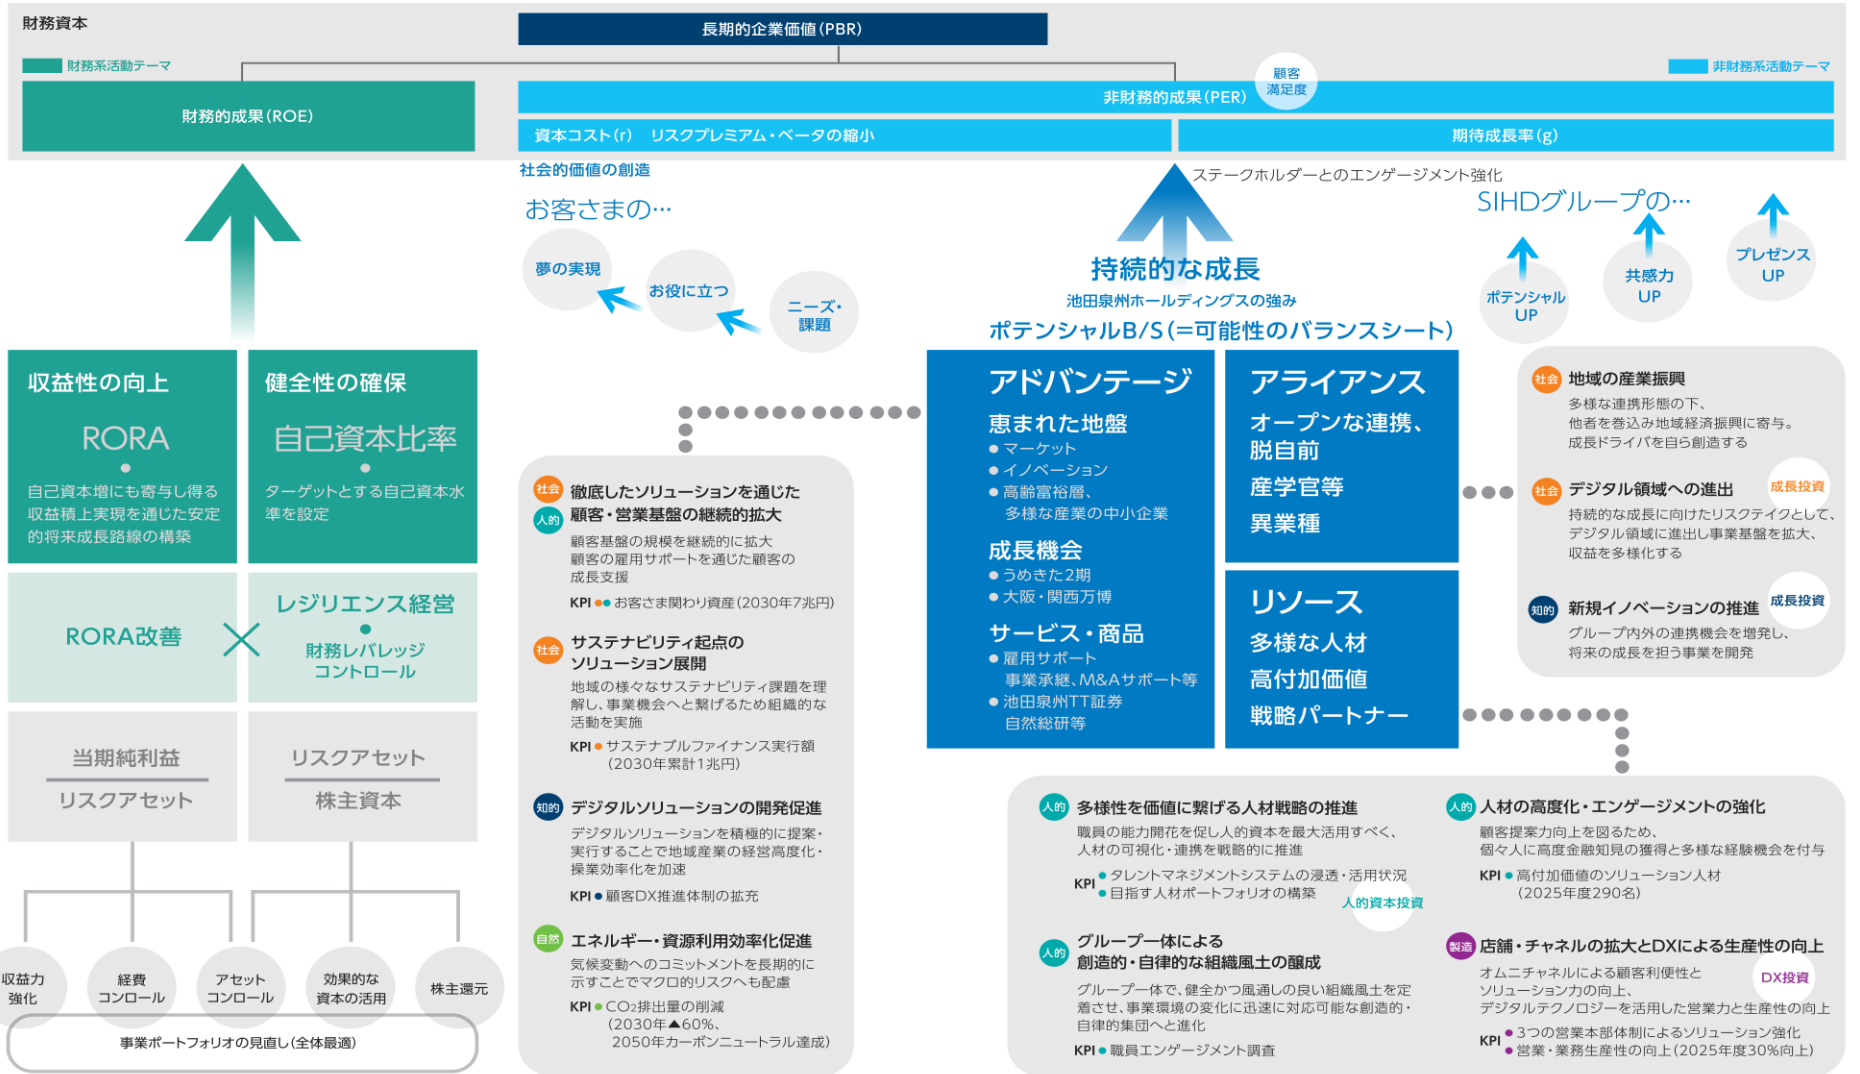 財務資本
長期的企業価値(PBR)
財務系活動テーマ
非財務系活動テーマ
財務的成果(ROE)
非財務的成果(PER)
顧客
満足度
資本コスト(r) リスクプレミアム・ベータの縮小
期待成長率(g)
社会的価値の創造
お客さまの…
夢の実現
お役に立つ
ニーズ・
課題
ステークホルダーとのエンゲージメント強化
SIHDグループの…
ポテンシャル
UP
共感力
UP
プレゼンス
UP
持続的な成長
池田泉州ホールディングスの強み
ポテンシャルB/S(=可能性のバランスシート)
収益性の向上
RORA
自己資本増にも寄与し得る
収益積上実現を通じた安定
的将来成長路線の構築
健全性の確保
自己資本比率
ターゲットとする自己資本水
準を設定
RORA改善
×
レジリエンス経営
財務レバレッジ
コントロール
当期純利益
リスクアセット
リスクアセット
株主資本
収益力
強化
経費
コンロール
アセット
コンロール
効果的な
資本の活用
株主還元
事業ポートフォリオの見直し(全体最適)
社会
人的
徹底したソリューションを通じた
顧客・営業基盤の継続的拡大
顧客基盤の規模を継続的に拡大
顧客の雇用サポートを通じた顧客の
成長支援
KPI ●●お客さま関わり資産(2030年7兆円)
社会
サステナビリティ起点の
ソリューション展開
地域の様々なサステナビリティ課題を理
解し、事業機会へと繋げるため組織的な
活動を実施
KPI ●サステナブルファイナンス実行額
(2030年累計1兆円)
知的
デジタルソリューションの開発促進
デジタルソリューションを積極的に提案・
実行することで地域産業の経営高度化・
操業効率化を加速
KPI ●顧客DX推進体制の拡充
自然
エネルギー・資源利用効率化促進
気候変動へのコミットメントを長期的に
示すことでマクロ的リスクへも配慮
KPI ●CO₂排出量の削減
(2030年▲60%、
2050年カーボンニュートラル達成)
アドバンテージ
恵まれた地盤
●マーケット
●イノベーション
●高齢富裕層、
多様な産業の中小企業
成長機会
●うめきた2期
●大阪・関西万博
サービス・商品
●雇用サポート
事業承継、M&Aサポート等
●池田泉州TT証券
自然総研等
アライアンス
オープンな連携、
脱自前
産学官等
異業種
リソース
多様な人材
高付加価値
戦略パートナー
社会
地域の産業振興
多様な連携形態の下、
他者を巻込み地域経済振興に寄与。
成長ドライバを自ら創造する
社会
デジタル領域への進出
成長投資
持続的な成長に向けたリスクテイクとして、
デジタル領域に進出し事業基盤を拡大、
収益を多様化する
知的
新規イノベーションの推進
成長投資
グループ内外の連携機会を増発し、
将来の成長を担う事業を開発
人的
多様性を価値に繋げる人材戦略の推進
職員の能力開花を促し人的資本を最大活用すべく、
人材の可視化・連携を戦略的に推進
KPI ●タレントマネジメントシステムの浸透・活用状況
●目指す人材ポートフォリオの構築
人的資本投資
人的
グループ一体による
創造的・自律的な組織風土の醸成
グループ一体で、健全かつ風通しの良い組織風土を定
着させ、事業環境の変化に迅速に対応可能な創造的・
自律的集団へと進化
KPI ●職員エンゲージメント調査
人的
人材の高度化・エンゲージメントの強化
顧客提案力向上を図るため、
個々人に高度金融知見の獲得と多様な経験機会を付与
KPI ●高付加価値のソリューション人材
(2025年度290名)
製造
店舗・チャネルの拡大とDXによる生産性の向上
オムニチャネルによる顧客利便性と
ソリューション力の向上、
デジタルテクノロジーを活用した営業力と生産性の向上
DX投資
KPI ●3つの営業本部体制によるソリューション強化
●営業・業務生産性の向上(2025年度30%向上)